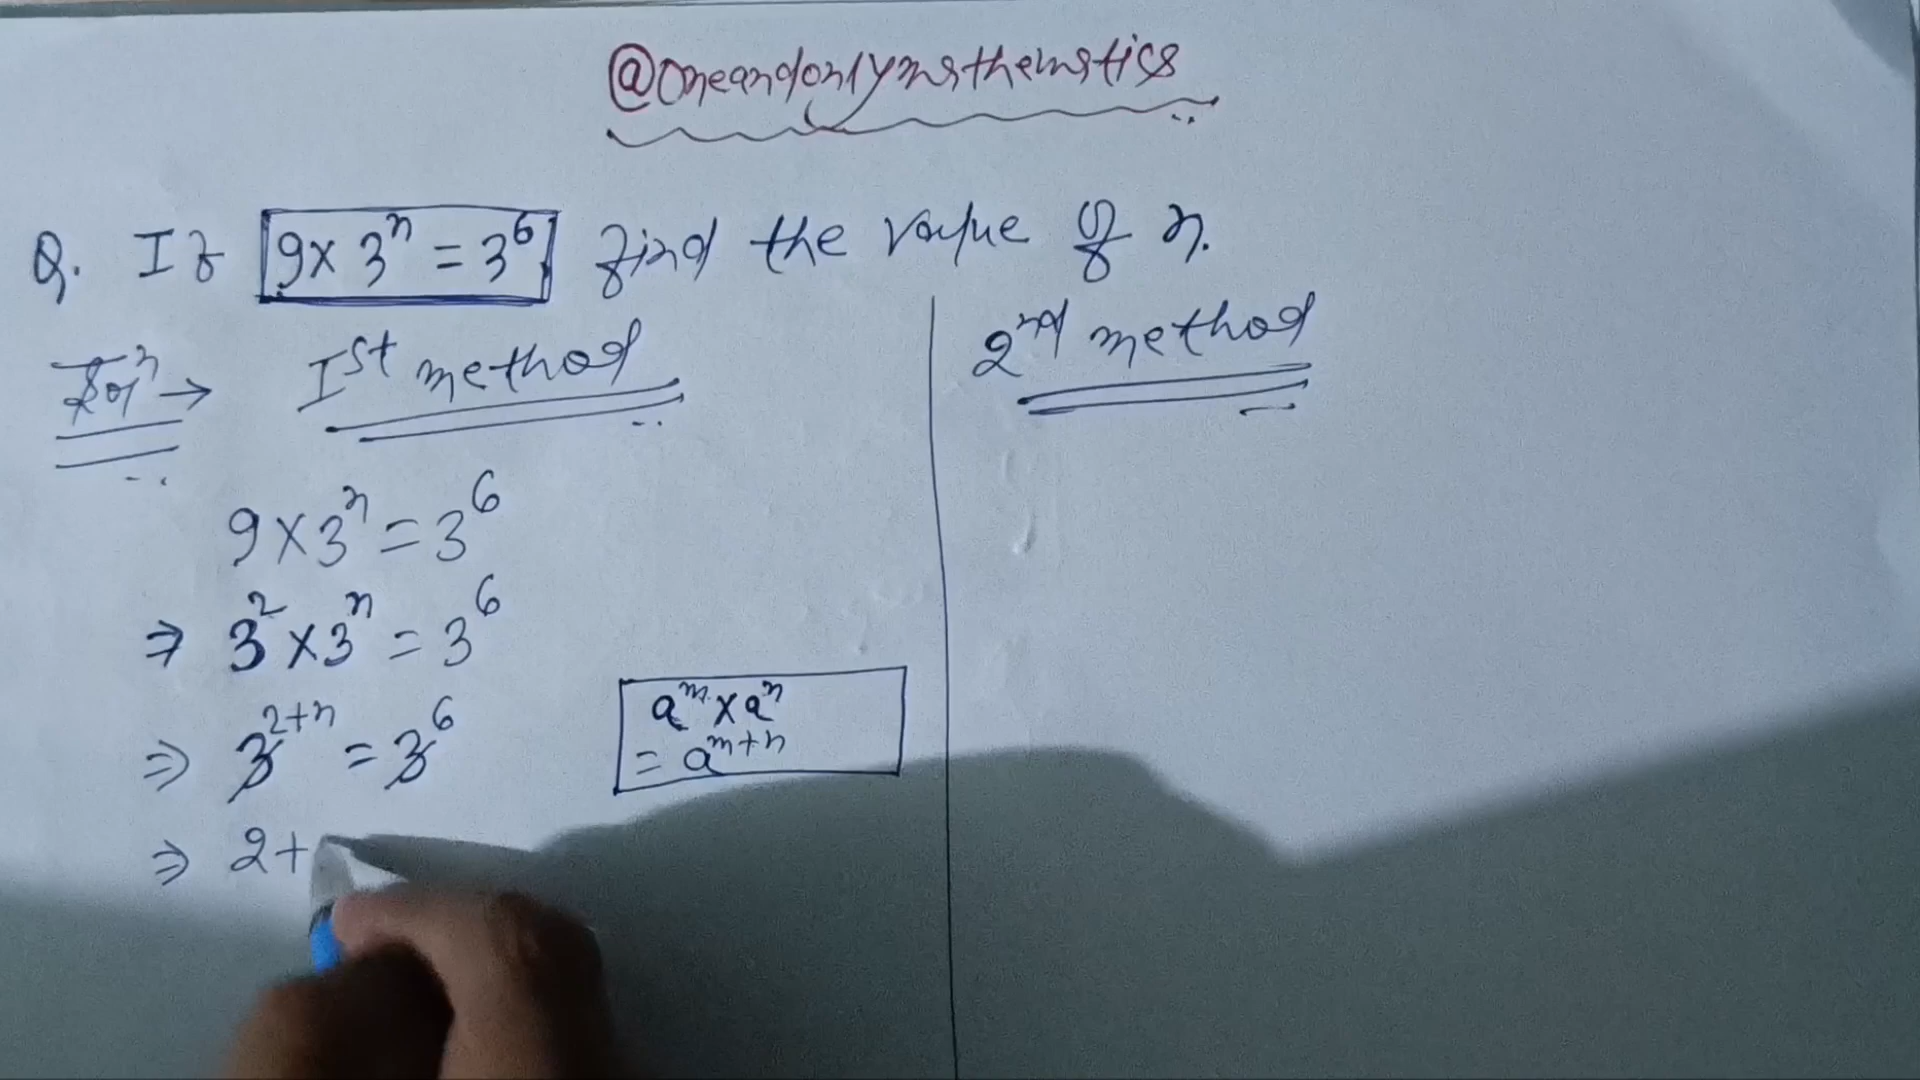 @oneandonlymathematics
Q. If 9×3ⁿ = 3⁶ find the value of n.
Solⁿ →
Iˢᵗ method
9×3ⁿ = 3⁶
⇒ 3²×3ⁿ = 3⁶
⇒ 3²⁺ⁿ = 3⁶
⇒ 2+
aᵐ×aⁿ
= aᵐ⁺ⁿ
2ⁿᵈ method